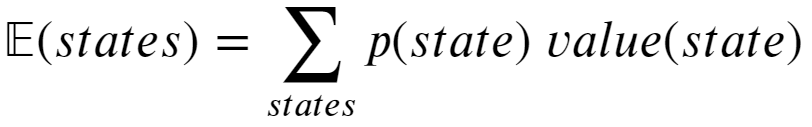 𝔼(states) = ∑ p(state) value(state)
states